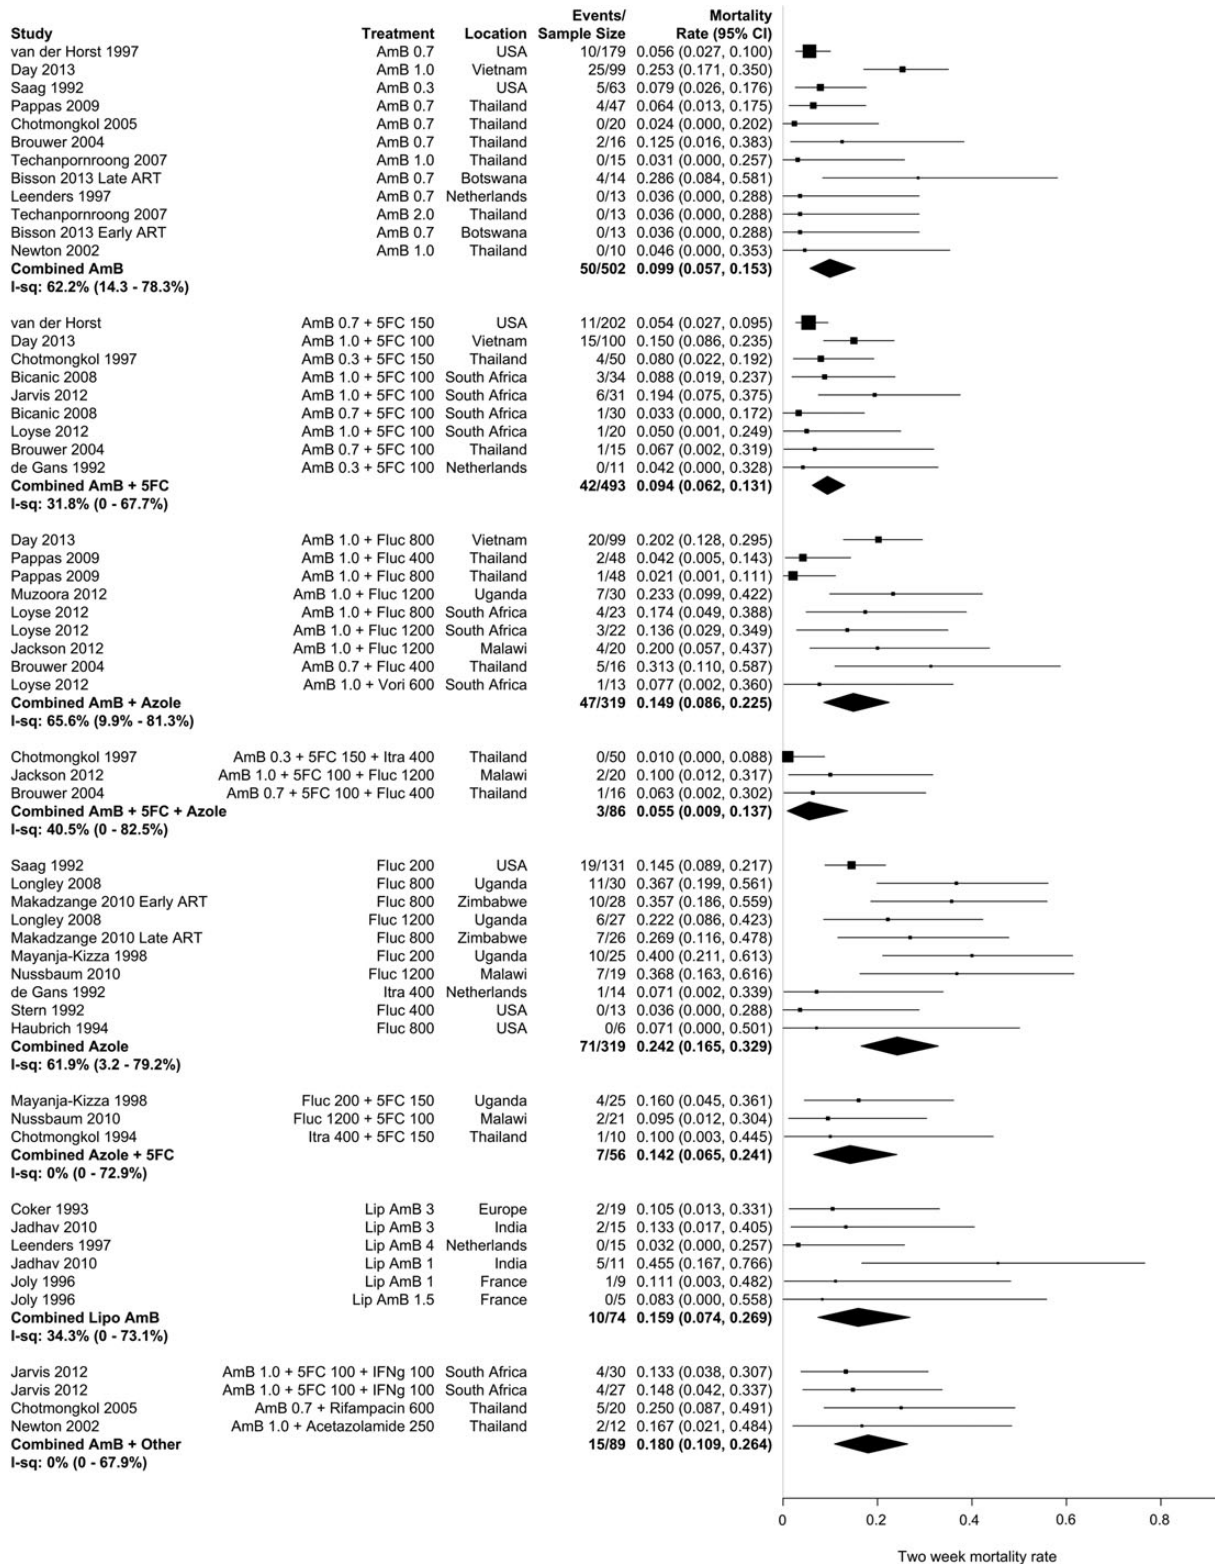 Events/ Mortality
Study Treatment Location Sample Size Rate (95% CI)
van der Horst 1997 AmB 0.7 USA 10/179 0.056 (0.027, 0.100)
Day 2013 AmB 1.0 Vietnam 25/99 0.253 (0.171, 0.350)
Saag 1992 AmB 0.3 USA 5/63 0.079 (0.026, 0.176)
Pappas 2009 AmB 0.7 Thailand 4/47 0.064 (0.013, 0.175)
Chotmongkol 2005 AmB 0.7 Thailand 0/20 0.024 (0.000, 0.202)
Brouwer 2004 AmB 0.7 Thailand 2/16 0.125 (0.016, 0.383)
Techanpornroong 2007 AmB 1.0 Thailand 0/15 0.031 (0.000, 0.257)
Bisson 2013 Late ART AmB 0.7 Botswana 4/14 0.286 (0.084, 0.581)
Leenders 1997 AmB 0.7 Netherlands 0/13 0.036 (0.000, 0.288)
Techanpornroong 2007 AmB 2.0 Thailand 0/13 0.036 (0.000, 0.288)
Bisson 2013 Early ART AmB 0.7 Botswana 0/13 0.036 (0.000, 0.288)
Newton 2002 AmB 1.0 Thailand 0/10 0.046 (0.000, 0.353)
Combined AmB 50/502 0.099 (0.057, 0.153)
I-sq: 62.2% (14.3 - 78.3%)
van der Horst AmB 0.7 + 5FC 150 USA 11/202 0.054 (0.027, 0.095)
Day 2013 AmB 1.0 + 5FC 100 Vietnam 15/100 0.150 (0.086, 0.235)
Chotmongkol 1997 AmB 0.3 + 5FC 150 Thailand 4/50 0.080 (0.022, 0.192)
Bicanic 2008 AmB 1.0 + 5FC 100 South Africa 3/34 0.088 (0.019, 0.237)
Jarvis 2012 AmB 1.0 + 5FC 100 South Africa 6/31 0.194 (0.075, 0.375)
Bicanic 2008 AmB 0.7 + 5FC 100 South Africa 1/30 0.033 (0.000, 0.172)
Loyse 2012 AmB 1.0 + 5FC 100 South Africa 1/20 0.050 (0.001, 0.249)
Brouwer 2004 AmB 0.7 + 5FC 100 Thailand 1/15 0.067 (0.002, 0.319)
de Gans 1992 AmB 0.3 + 5FC 100 Netherlands 0/11 0.042 (0.000, 0.328)
Combined AmB + 5FC 42/493 0.094 (0.062, 0.131)
I-sq: 31.8% (0 - 67.7%)
Day 2013 AmB 1.0 + Fluc 800 Vietnam 20/99 0.202 (0.128, 0.295)
Pappas 2009 AmB 1.0 + Fluc 400 Thailand 2/48 0.042 (0.005, 0.143)
Pappas 2009 AmB 1.0 + Fluc 800 Thailand 1/48 0.021 (0.001, 0.111)
Muzoora 2012 AmB 1.0 + Fluc 1200 Uganda 7/30 0.233 (0.099, 0.422)
Loyse 2012 AmB 1.0 + Fluc 800 South Africa 4/23 0.174 (0.049, 0.388)
Loyse 2012 AmB 1.0 + Fluc 1200 South Africa 3/22 0.136 (0.029, 0.349)
Jackson 2012 AmB 1.0 + Fluc 1200 Malawi 4/20 0.200 (0.057, 0.437)
Brouwer 2004 AmB 0.7 + Fluc 400 Thailand 5/16 0.313 (0.110, 0.587)
Loyse 2012 AmB 1.0 + Vori 600 South Africa 1/13 0.077 (0.002, 0.360)
Combined AmB + Azole 47/319 0.149 (0.086, 0.225)
I-sq: 65.6% (9.9% - 81.3%)
Chotmongkol 1997 AmB 0.3 + 5FC 150 + Itra 400 Thailand 0/50 0.010 (0.000, 0.088)
Jackson 2012 AmB 1.0 + 5FC 100 + Fluc 1200 Malawi 2/20 0.100 (0.012, 0.317)
Brouwer 2004 AmB 0.7 + 5FC 100 + Fluc 400 Thailand 1/16 0.063 (0.002, 0.302)
Combined AmB + 5FC + Azole 3/86 0.055 (0.009, 0.137)
I-sq: 40.5% (0 - 82.5%)
Saag 1992 Fluc 200 USA 19/131 0.145 (0.089, 0.217)
Longley 2008 Fluc 800 Uganda 11/30 0.367 (0.199, 0.561)
Makadzange 2010 Early ART Fluc 800 Zimbabwe 10/28 0.357 (0.186, 0.559)
Longley 2008 Fluc 1200 Uganda 6/27 0.222 (0.086, 0.423)
Makadzange 2010 Late ART Fluc 800 Zimbabwe 7/26 0.269 (0.116, 0.478)
Mayanja-Kizza 1998 Fluc 200 Uganda 10/25 0.400 (0.211, 0.613)
Nussbaum 2010 Fluc 1200 Malawi 7/19 0.368 (0.163, 0.616)
de Gans 1992 Itra 400 Netherlands 1/14 0.071 (0.002, 0.339)
Stern 1992 Fluc 400 USA 0/13 0.036 (0.000, 0.288)
Haubrich 1994 Fluc 800 USA 0/6 0.071 (0.000, 0.501)
Combined Azole 71/319 0.242 (0.165, 0.329)
I-sq: 61.9% (3.2 - 79.2%)
Mayanja-Kizza 1998 Fluc 200 + 5FC 150 Uganda 4/25 0.160 (0.045, 0.361)
Nussbaum 2010 Fluc 1200 + 5FC 100 Malawi 2/21 0.095 (0.012, 0.304)
Chotmongkol 1994 Itra 400 + 5FC 150 Thailand 1/10 0.100 (0.003, 0.445)
Combined Azole + 5FC 7/56 0.142 (0.065, 0.241)
I-sq: 0% (0 - 72.9%)
Coker 1993 Lip AmB 3 Europe 2/19 0.105 (0.013, 0.331)
Jadhav 2010 Lip AmB 3 India 2/15 0.133 (0.017, 0.405)
Leenders 1997 Lip AmB 4 Netherlands 0/15 0.032 (0.000, 0.257)
Jadhav 2010 Lip AmB 1 India 5/11 0.455 (0.167, 0.766)
Joly 1996 Lip AmB 1 France 1/9 0.111 (0.003, 0.482)
Joly 1996 Lip AmB 1.5 France 0/5 0.083 (0.000, 0.558)
Combined Lipo AmB 10/74 0.159 (0.074, 0.269)
I-sq: 34.3% (0 - 73.1%)
Jarvis 2012 AmB 1.0 + 5FC 100 + IFNg 100 South Africa 4/30 0.133 (0.038, 0.307)
Jarvis 2012 AmB 1.0 + 5FC 100 + IFNg 100 South Africa 4/27 0.148 (0.042, 0.337)
Chotmongkol 2005 AmB 0.7 + Rifampacin 600 Thailand 5/20 0.250 (0.087, 0.491)
Newton 2002 AmB 1.0 + Acetazolamide 250 Thailand 2/12 0.167 (0.021, 0.484)
Combined AmB + Other 15/89 0.180 (0.109, 0.264)
I-sq: 0% (0 - 67.9%)
0 0.2 0.4 0.6 0.8
Two week mortality rate